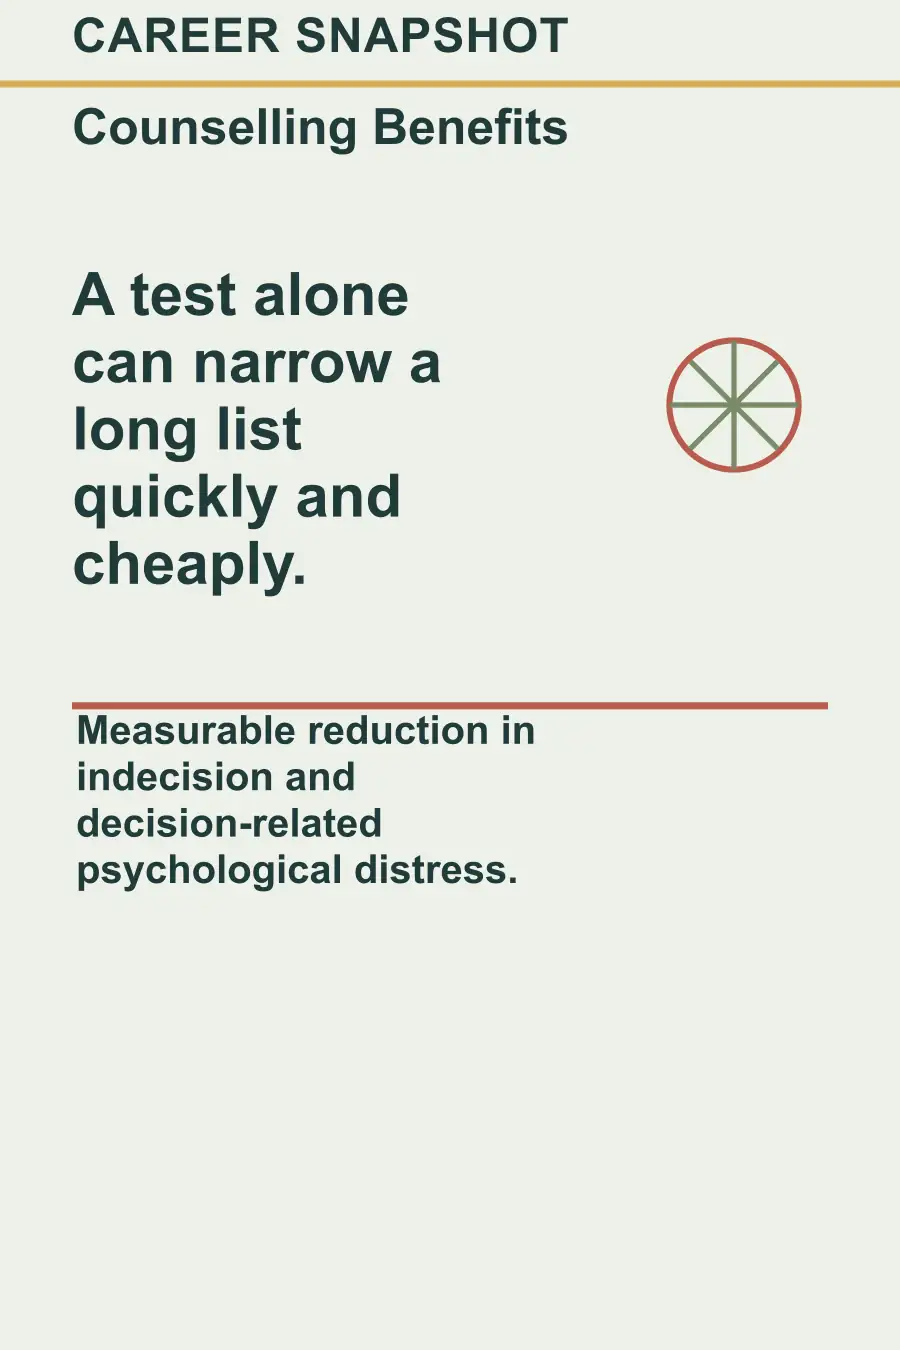 CAREER SNAPSHOT
Counselling Benefits
A test alone
can narrow a
long list
quickly and
cheaply.
Measurable reduction in
indecision and
decision-related
psychological distress.